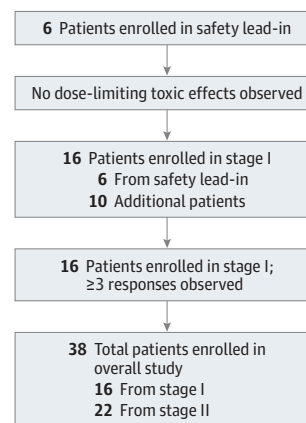 6 Patients enrolled in safety lead-in
No dose-limiting toxic effects observed
16 Patients enrolled in stage I
6 From safety lead-in
10 Additional patients
16 Patients enrolled in stage I;
≥3 responses observed
38 Total patients enrolled in
overall study
16 From stage I
22 From stage II